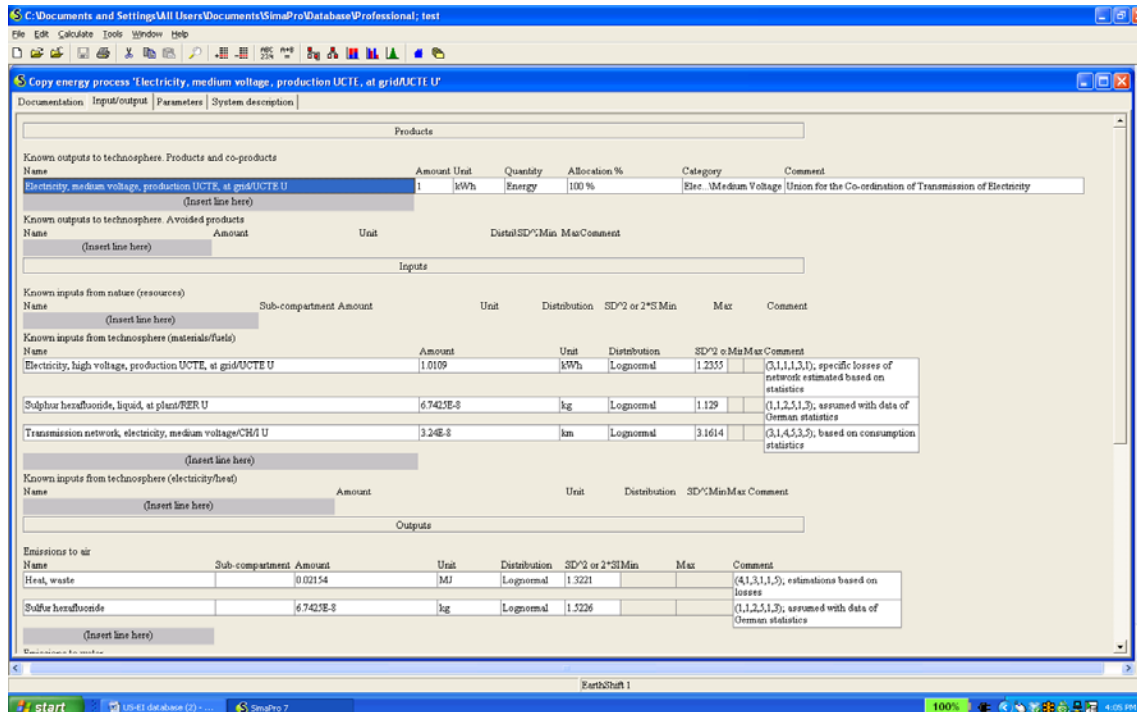 C:\Documents and Settings\All Users\Documents\SimaPro\Database\Professional; test
File Edit Calculate Tools Window Help
Copy energy process 'Electricity, medium voltage, production UCTE, at grid/UCTE U'
Documentation Input/output Parameters System description
Products
Known outputs to technosphere. Products and co-products
Name Amount Unit Quantity Allocation % Category Comment
Electricity, medium voltage, production UCTE, at grid/UCTE U 1 kWh Energy 100 % Elec...\Medium Voltage Union for the Co-ordination of Transmission of Electricity
(Insert line here)
Known outputs to technosphere. Avoided products
Name Amount Unit Min MaxComment
(Insert line here)
Inputs
Known inputs from nature (resources)
Name Sub-compartment Amount Unit Distribution SD^2 or 2*S Min Max Comment
(Insert line here)
Known inputs from technosphere (materials/fuels)
Name Amount Unit Distribution SD^2 o Min MaxComment
Electricity, high voltage, production UCTE, at grid/UCTE U 1.0109 kWh Lognormal 1.2355 (3,1,1,1,3,1); specific losses of
network estimated based on
statistics
Sulphur hexafluoride, liquid, at plant/RER U 6.7425E-8 kg Lognormal 1.129 (1,1,2,5,1,3); assumed with data of
German statistics
Transmission network, electricity, medium voltage/CH/I U 3.24E-8 km Lognormal 3.1614 (3,1,4,5,3,5); based on consumption
statistics
(Insert line here)
Known inputs from technosphere (electricity/heat)
Name Amount Unit Distribution MinMax Comment
(Insert line here)
Outputs
Emissions to air
Name Sub-compartment Amount Unit Distribution SD^2 or 2*SI Min Max Comment
Heat, waste 0.02154 MJ Lognormal 1.3221 (4,1,3,1,1,5); estimations based on
losses
Sulfur hexafluoride 6.7425E-8 kg Lognormal 1.5226 (1,1,2,5,1,3); assumed with data of
German statistics
(Insert line here)
Emissions to water
EarthShift 1
start US-EI database (2) - ... SimaPro 7 100% 4:05 PM